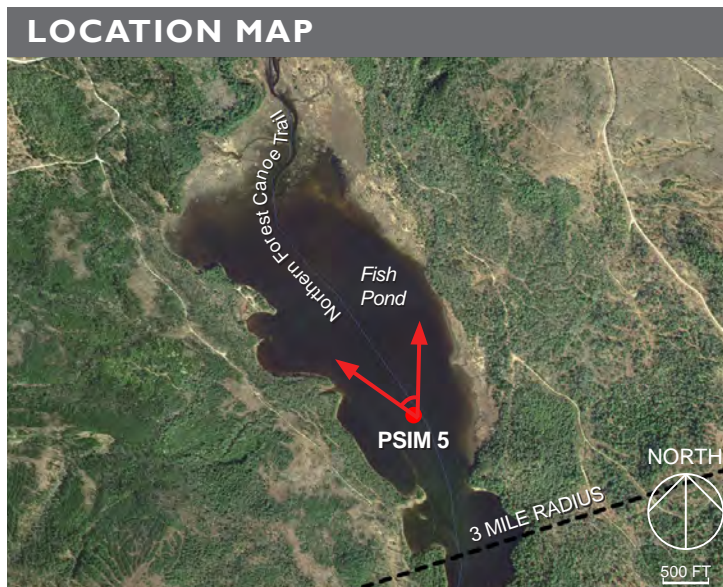 LOCATION MAP
Northern Forest Canoe Trail
Fish
Pond
PSIM 5
NORTH
3 MILE RADIUS
500 FT